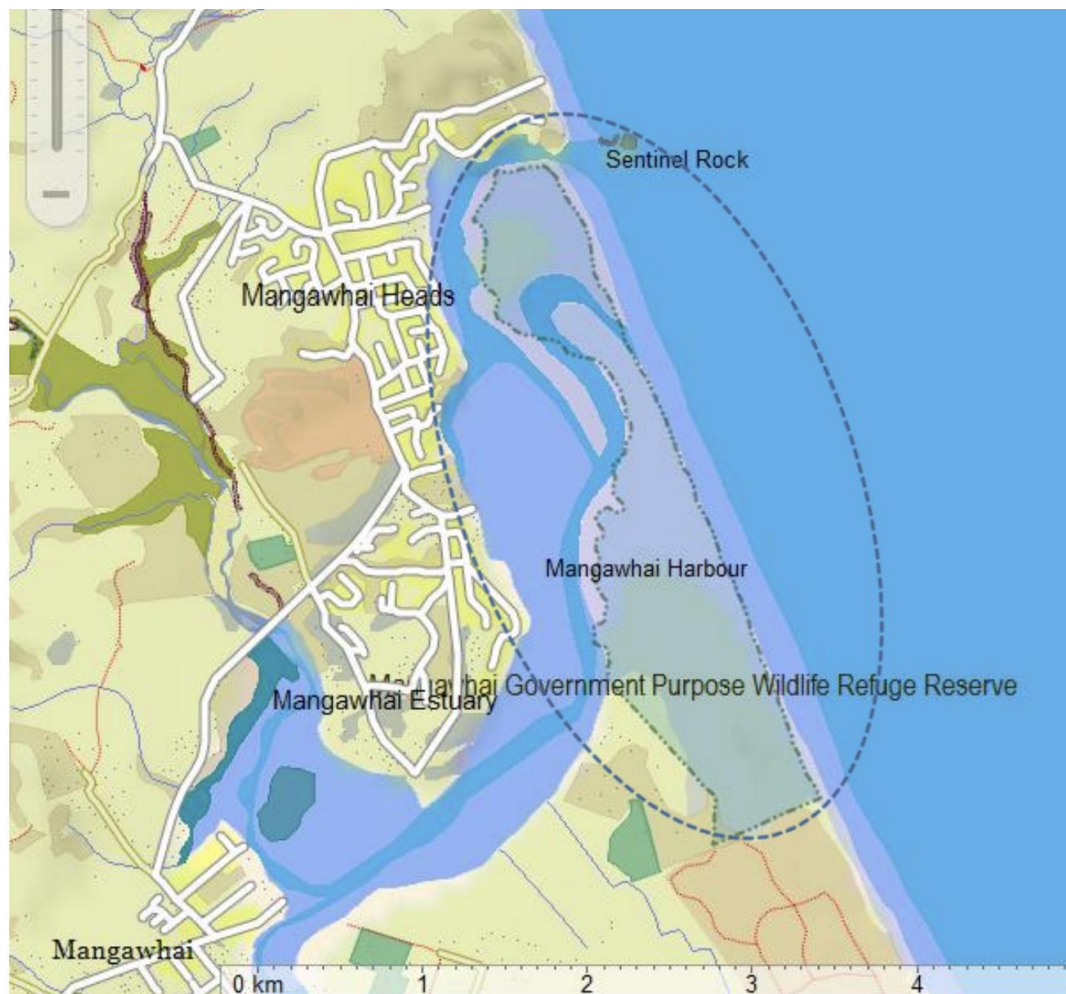 Sentinel Rock
Mangawhai Heads
Mangawhai Harbour
Mangawhai Government Purpose Wildlife Refuge Reserve
Mangawhai Estuary
Mangawhai
0 km 1 2 3 4